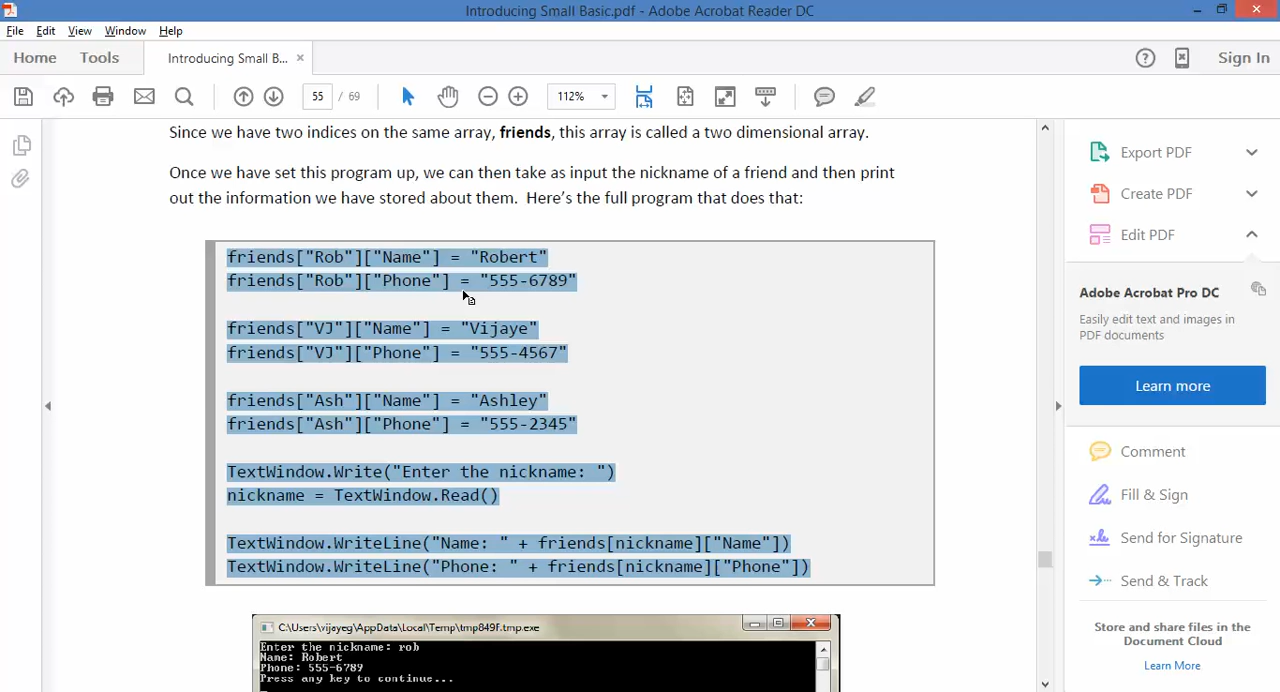 Introducing Small Basic.pdf - Adobe Acrobat Reader DC
File Edit View Window Help
Home Tools Introducing Small B... × Sign In
55 / 69 112%
Since we have two indices on the same array, friends, this array is called a two dimensional array.
Once we have set this program up, we can then take as input the nickname of a friend and then print
out the information we have stored about them. Here's the full program that does that:
friends["Rob"]["Name"] = "Robert"
friends["Rob"]["Phone"] = "555-6789"
friends["VJ"]["Name"] = "Vijaye"
friends["VJ"]["Phone"] = "555-4567"
friends["Ash"]["Name"] = "Ashley"
friends["Ash"]["Phone"] = "555-2345"
TextWindow.Write("Enter the nickname: ")
nickname = TextWindow.Read()
TextWindow.WriteLine("Name: " + friends[nickname]["Name"])
TextWindow.WriteLine("Phone: " + friends[nickname]["Phone"])
C:\Users\vijayeg\AppData\Local\Temp\tmp849f.tmp.exe
Enter the nickname: rob
Name: Robert
Phone: 555-6789
Press any key to continue...
Export PDF
Create PDF
Edit PDF
Adobe Acrobat Pro DC
Easily edit text and images in
PDF documents
Learn more
Comment
Fill & Sign
Send for Signature
Send & Track
Store and share files in the
Document Cloud
Learn More